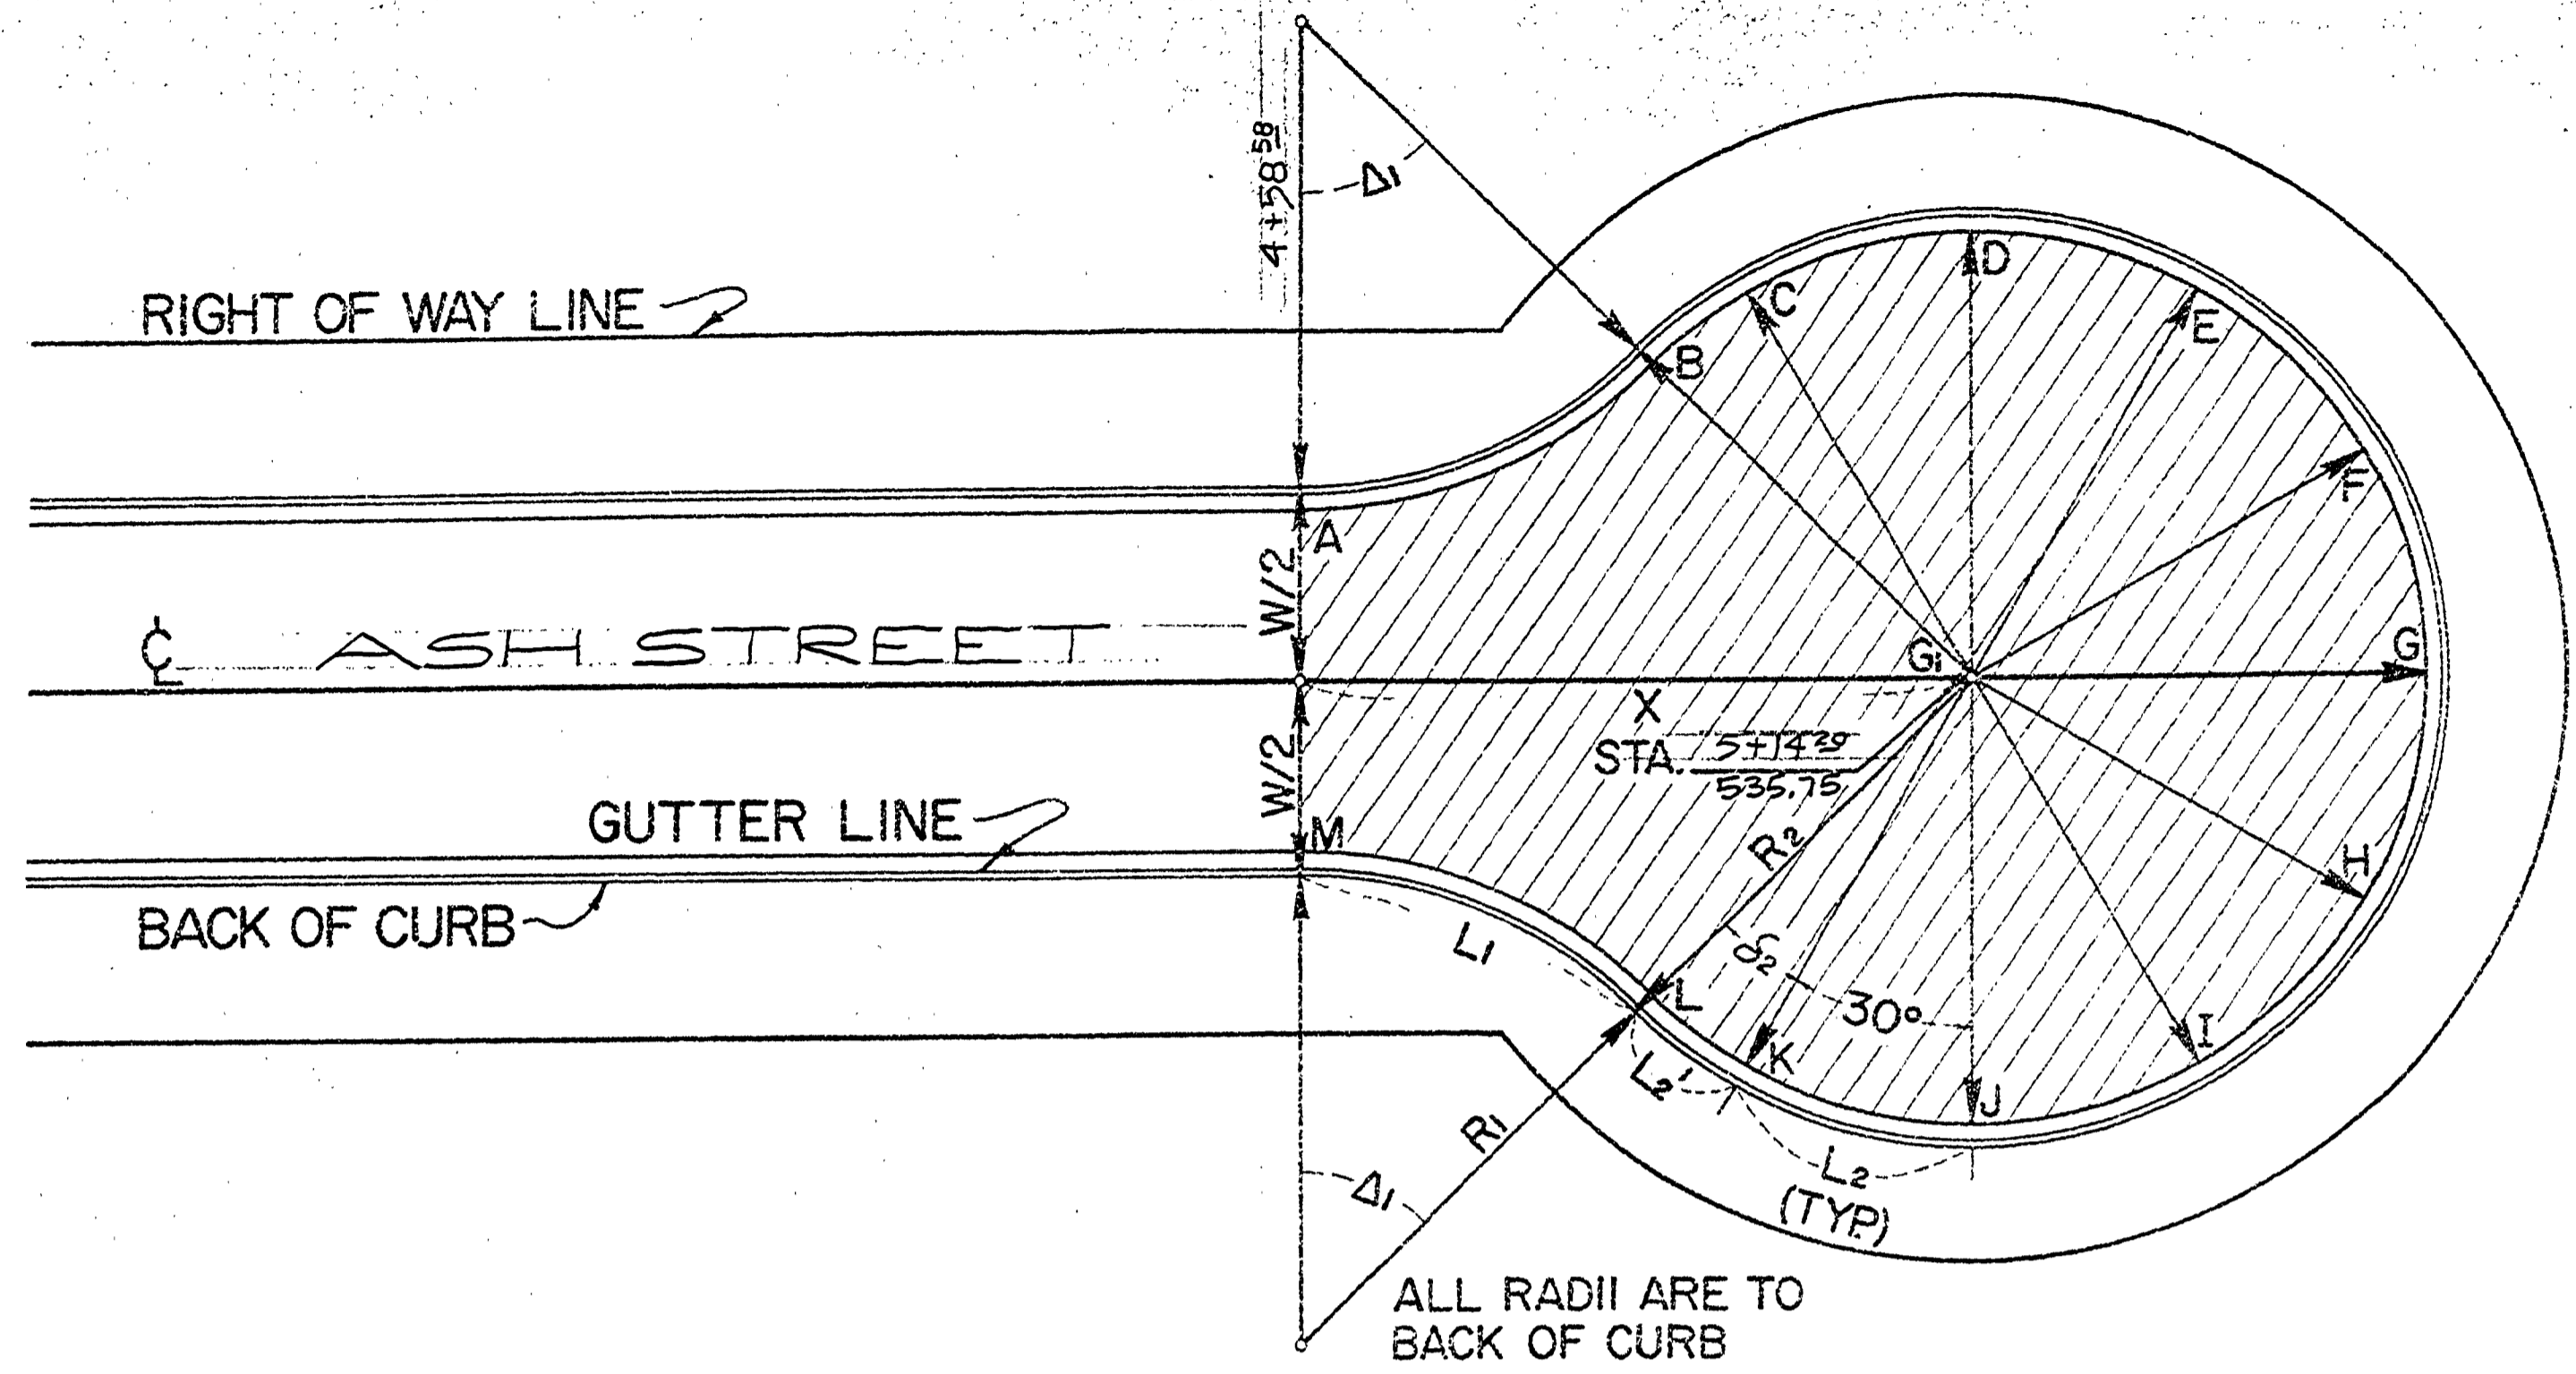 4+58 58
Δ1
RIGHT OF WAY LINE
A
B
C
D
E
F
G
H
I
J
K
L
M
W/2
W/2
℄ ASH STREET
G1
X
STA. 5+14 29
535.75
GUTTER LINE
BACK OF CURB
L1
R2
δ2
30°
L2'
L2
(TYP.)
R1
Δ1
ALL RADII ARE TO
BACK OF CURB